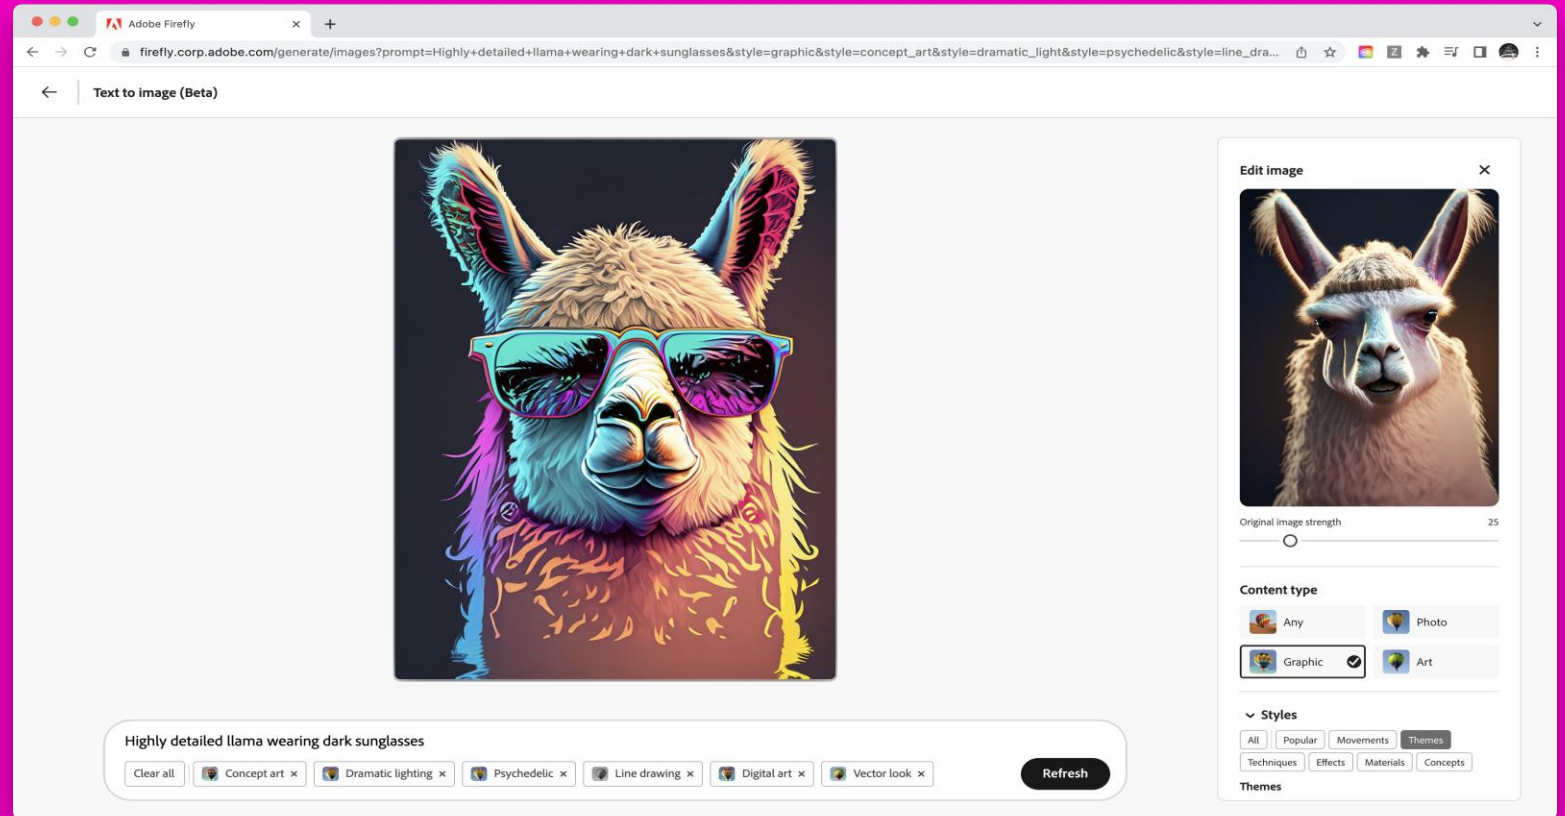 Adobe Firefly
firefly.corp.adobe.com/generate/images?prompt=Highly+detailed+llama+wearing+dark+sunglasses&style=graphic&style=concept_art&style=dramatic_light&style=psychedelic&style=line_dra...
Z
Text to image (Beta)
Edit image
Original image strength 25
Content type
Any Photo
Graphic Art
Styles
All Popular Movements Themes
Techniques Effects Materials Concepts
Themes
Highly detailed llama wearing dark sunglasses
Clear all Concept art × Dramatic lighting × Psychedelic × Line drawing × Digital art × Vector look × Refresh